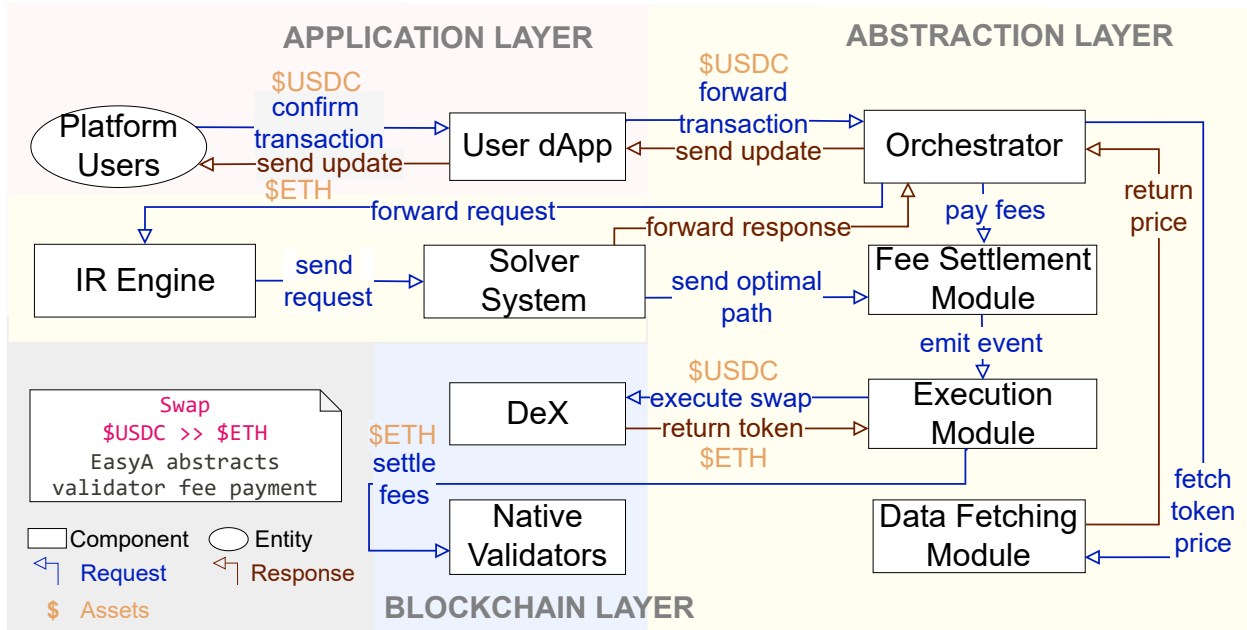 APPLICATION LAYER
ABSTRACTION LAYER
$USDC
confirm
transaction
send update
$ETH
Platform
Users
User dApp
$USDC
forward
transaction
send update
Orchestrator
return
price
forward request
forward response
pay fees
IR Engine
send
request
Solver
System
send optimal
path
Fee Settlement
Module
emit event
$USDC
execute swap
return token
$ETH
DeX
Execution
Module
Swap
$USDC >> $ETH
EasyA abstracts
validator fee payment
$ETH
settle
fees
Native
Validators
Data Fetching
Module
fetch
token
price
Component
Entity
Request
Response
$ Assets
BLOCKCHAIN LAYER